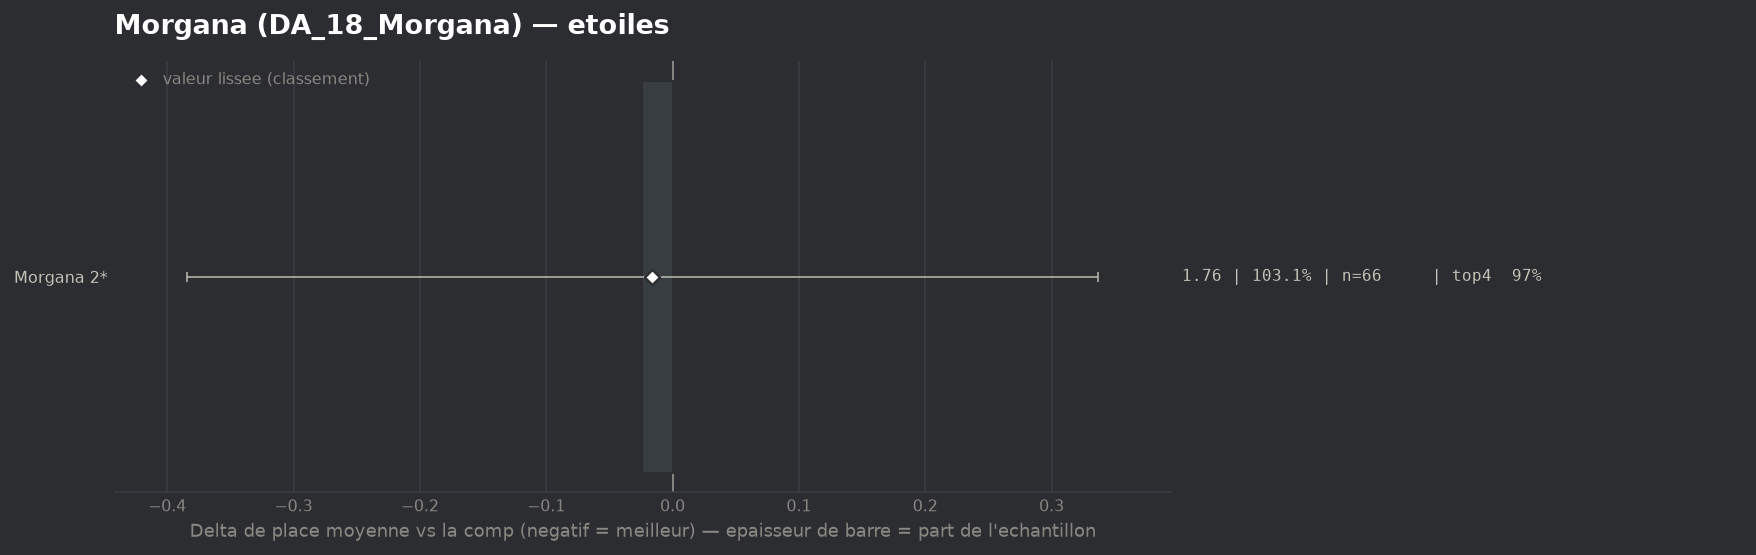 Morgana (DA_18_Morgana) — etoiles
valeur lissee (classement)
Morgana 2*
1.76 | 103.1% | n=66 | top4 97%
−0.4 −0.3 −0.2 −0.1 0.0 0.1 0.2 0.3
Delta de place moyenne vs la comp (negatif = meilleur) — epaisseur de barre = part de l'echantillon